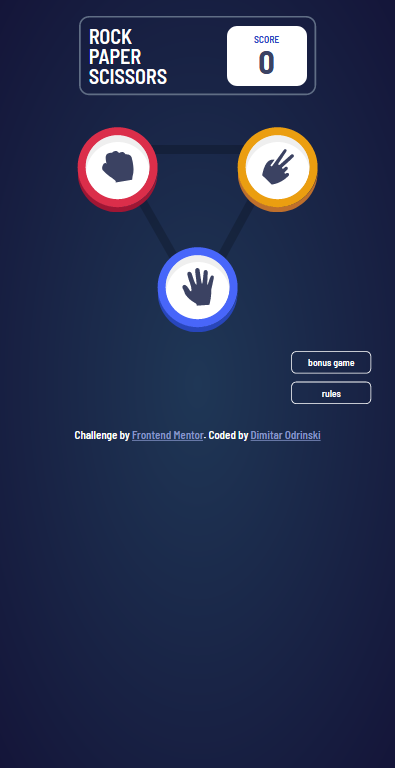 ROCK
PAPER
SCISSORS
SCORE
0
bonus game
rules
Challenge by Frontend Mentor. Coded by Dimitar Odrinski